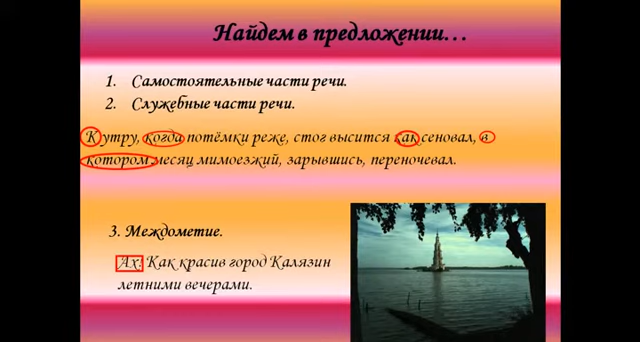 Найдем в предложении…
1. Самостоятельные части речи.
2. Служебные части речи.
К утру, когда потёмки реже, стог высится как сеновал, в
котором месяц мимоезжий, зарывшись, переночевал.
3. Междометие.
Ах! Как красив город Калязин
летними вечерами.